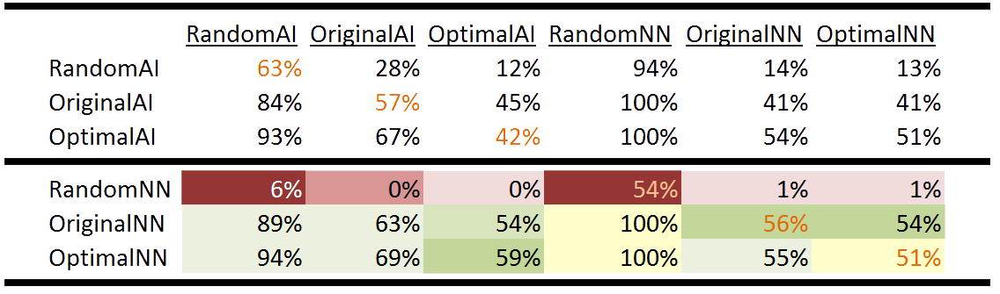 RandomAI OriginalAI OptimalAI RandomNN OriginalNN OptimalNN
RandomAI 63% 28% 12% 94% 14% 13%
OriginalAI 84% 57% 45% 100% 41% 41%
OptimalAI 93% 67% 42% 100% 54% 51%
RandomNN 6% 0% 0% 54% 1% 1%
OriginalNN 89% 63% 54% 100% 56% 54%
OptimalNN 94% 69% 59% 100% 55% 51%